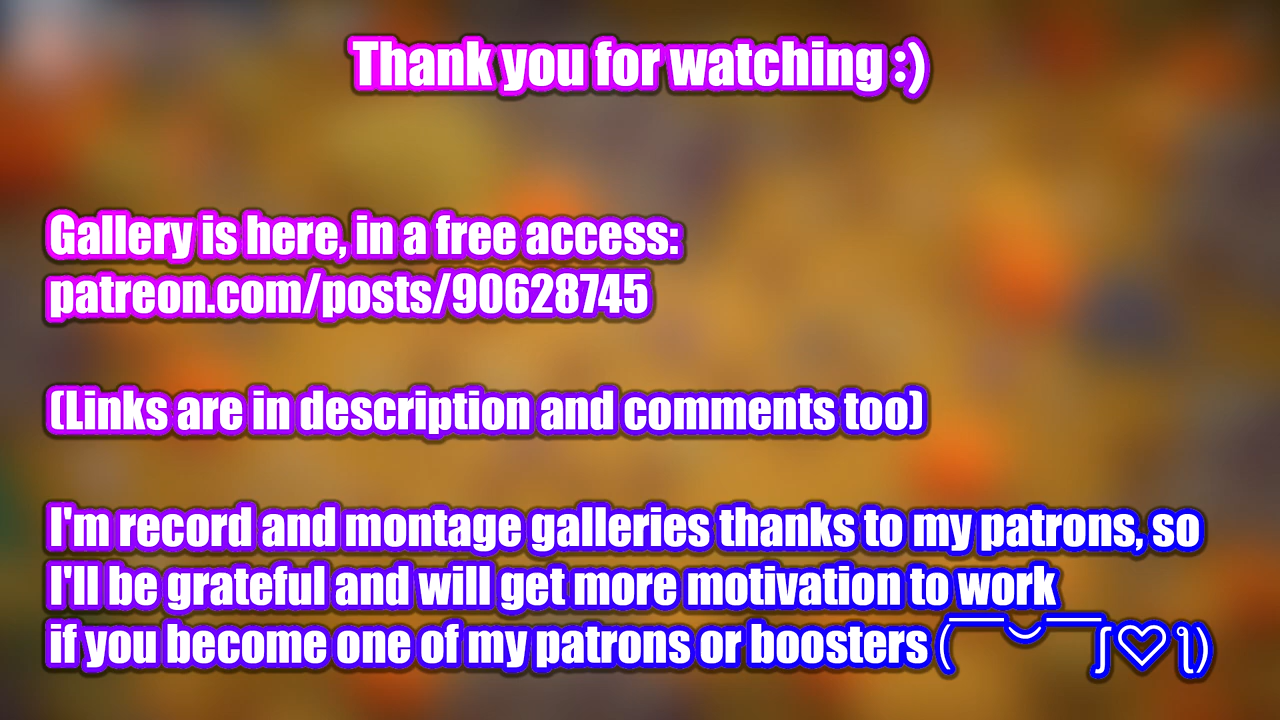 Thank you for watching :)
Gallery is here, in a free access:
patreon.com/posts/90628745
(Links are in description and comments too)
I'm record and montage galleries thanks to my patrons, so
I'll be grateful and will get more motivation to work
if you become one of my patrons or boosters (￣︶￣ʃ♡ƪ)